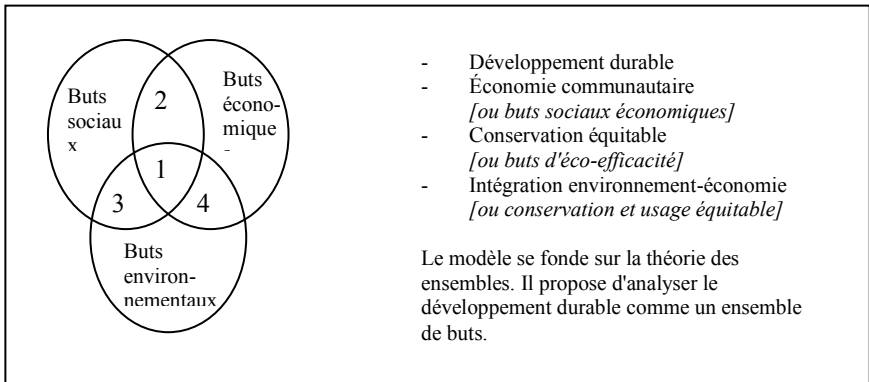 Buts
sociau
x
2
Buts
écono-
mique
1
3
4
Buts
environ-
nementaux
- Développement durable
- Économie communautaire
[ou buts sociaux économiques]
- Conservation équitable
[ou buts d'éco-efficacité]
- Intégration environnement-économie
[ou conservation et usage équitable]
Le modèle se fonde sur la théorie des
ensembles. Il propose d'analyser le
développement durable comme un ensemble
de buts.